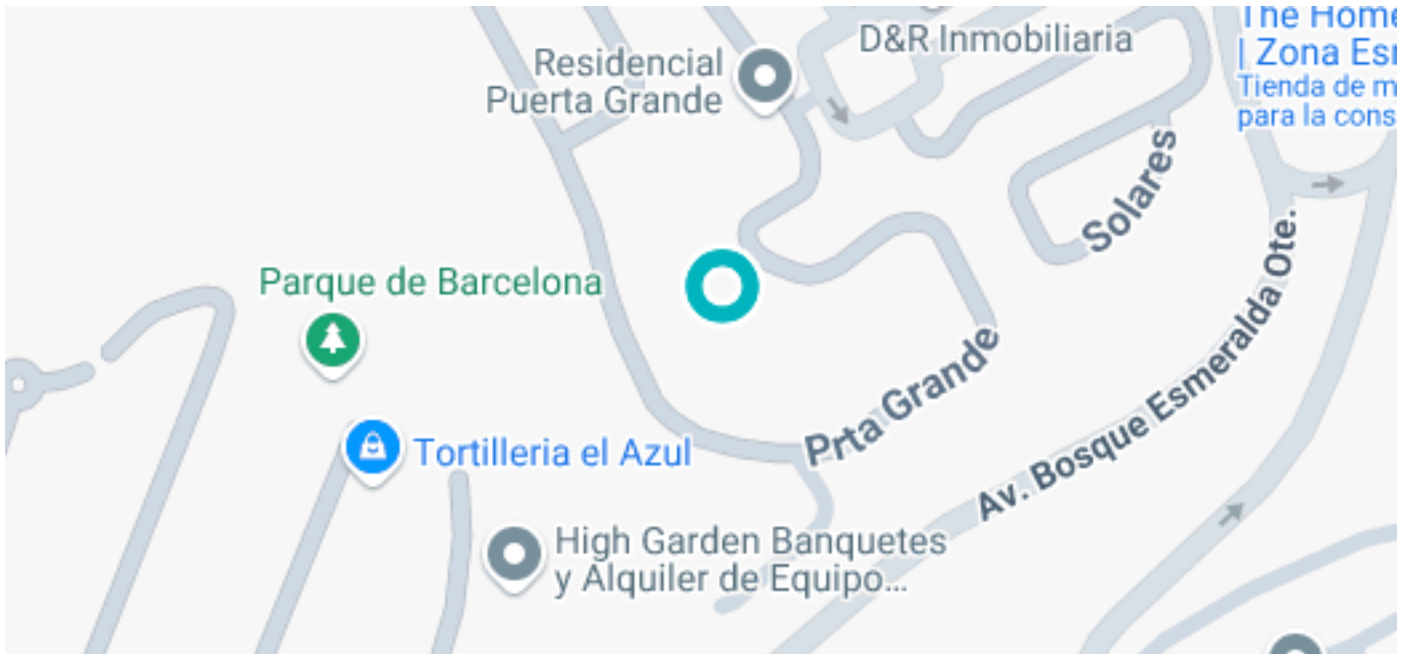 The Home
| Zona Esm
Tienda de m
para la cons
D&R Inmobiliaria
Residencial
Puerta Grande
Solares
Parque de Barcelona
Av. Bosque Esmeralda Ote.
Prta Grande
Tortilleria el Azul
High Garden Banquetes
y Alquiler de Equipo...